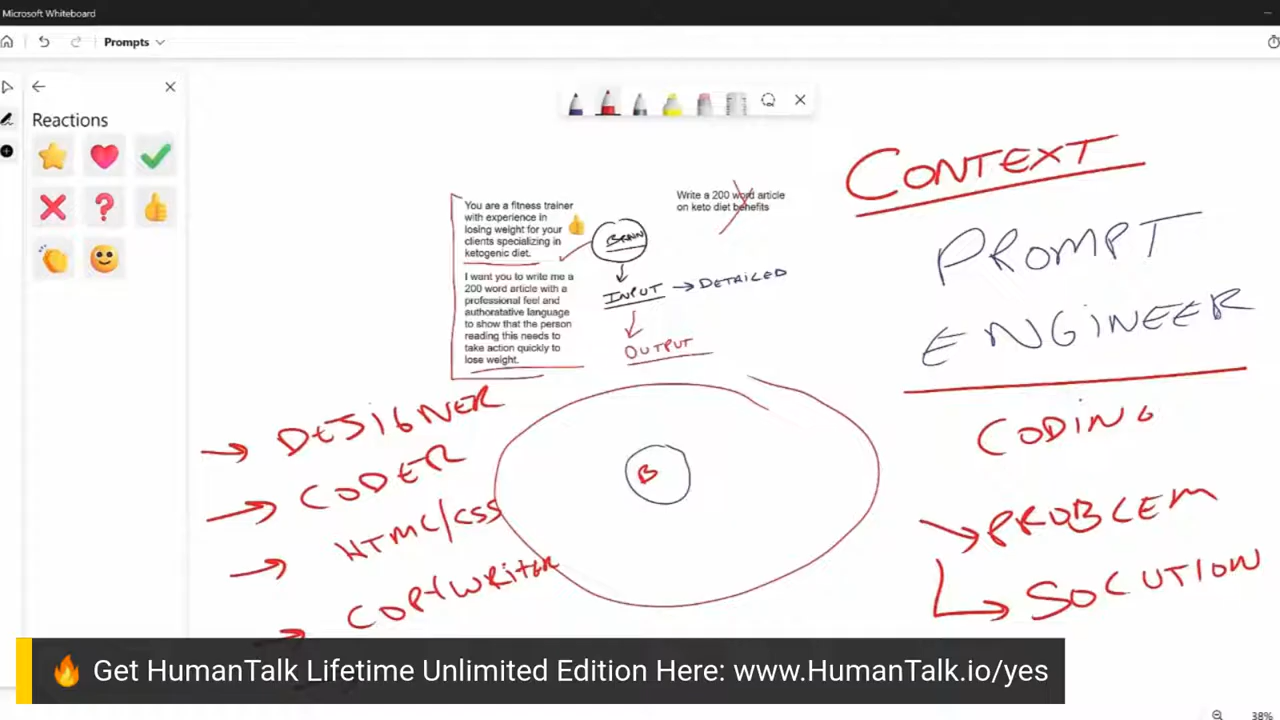 Microsoft Whiteboard
Prompts
Reactions
You are a fitness trainer
with experience in
losing weight for your
clients specializing in
ketogenic diet.
I want you to write me a
200 word article with a
professional feel and
authoratative language
to show that the person
reading this needs to
take action quickly to
lose weight.
Write a 200 word article
on keto diet benefits
BRAIN
INPUT → DETAILED
OUTPUT
CONTEXT
PROMPT
ENGINEER
CODING
PROBLEM
SOLUTION
→ DESIGNER
→ CODER
→ HTML/CSS
→ COPYWRITER
B
🔥 Get HumanTalk Lifetime Unlimited Edition Here: www.HumanTalk.io/yes
38%